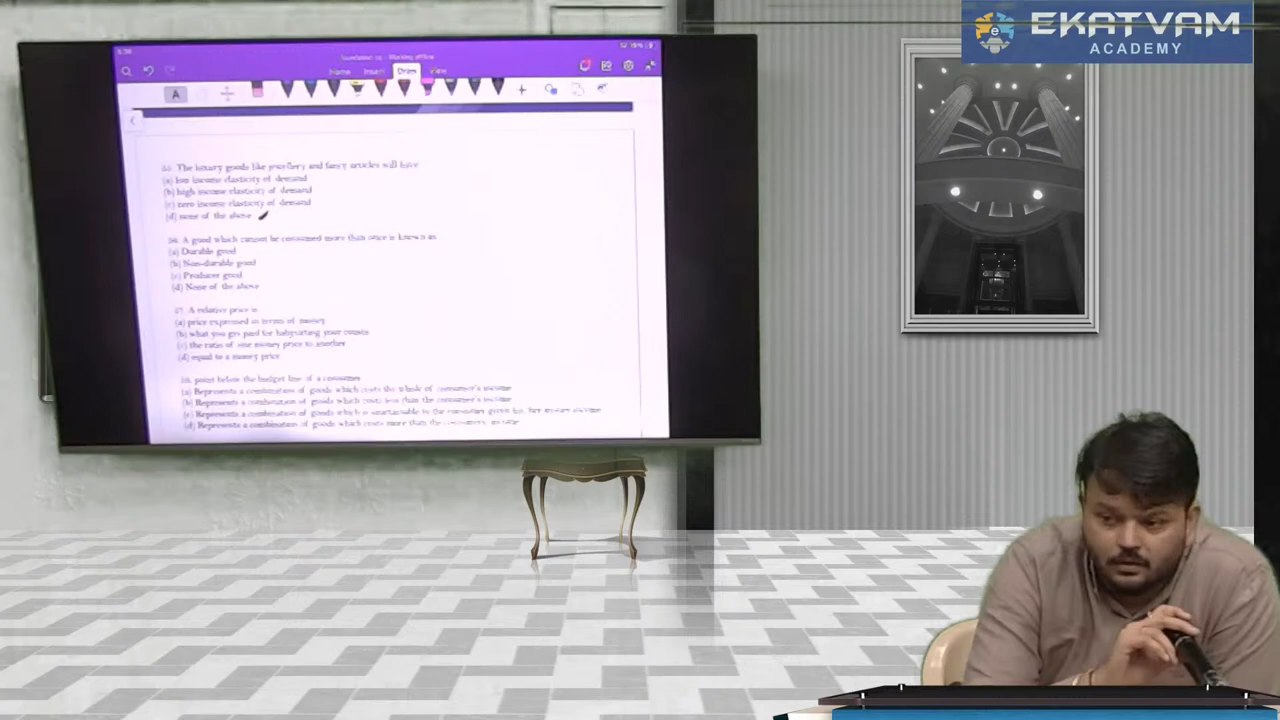 EKATVAM
ACADEMY
Home Insert Draw View
A
The luxury goods like jewellery and fancy articles will have
(a) low income elasticity of demand
(b) high income elasticity of demand
(c) zero income elasticity of demand
(d) none of the above
A good which cannot be consumed more than once is known as
(a) Durable good
(b) Non-durable good
(c) Producer good
(d) None of the above
A relative price is
(a) price expressed in terms of money
(b) what you get paid for babysitting your cousin
(c) the ratio of one money price to another
(d) equal to a money price
point below the budget line of a consumer
(a) Represents a combination of goods which costs the whole of consumer's income
(b) Represents a combination of goods which costs less than the consumer's income
(c) Represents a combination of goods which is unattainable to the consumer given his/her money income
(d) Represents a combination of goods which costs more than the consumers income